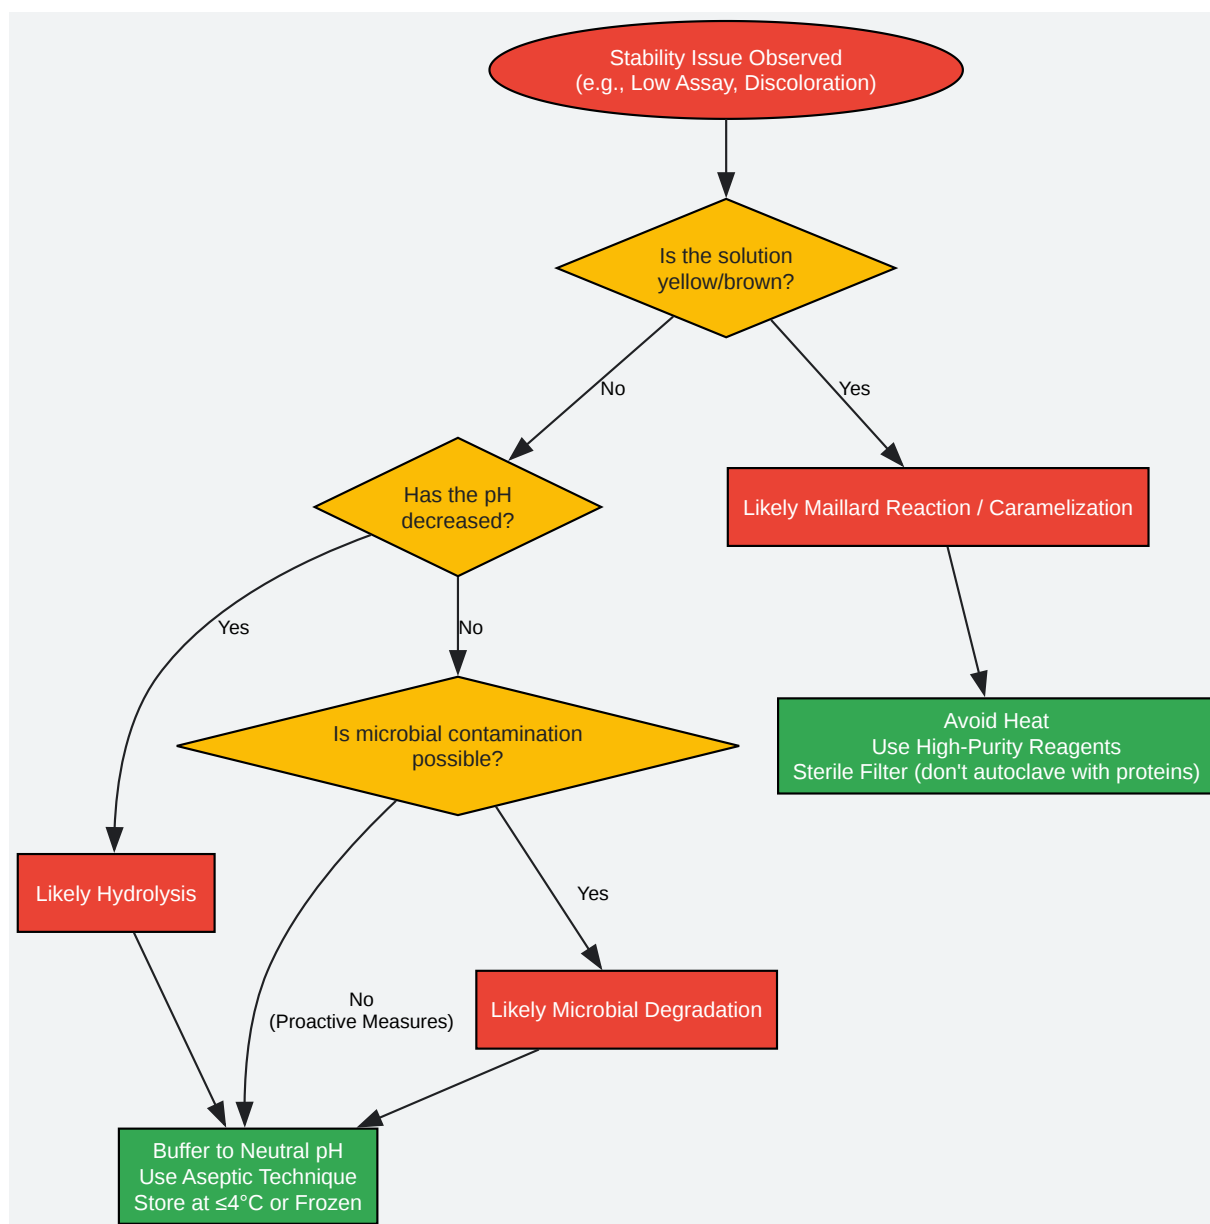 Stability Issue Observed
(e.g., Low Assay, Discoloration)
Is the solution
yellow/brown?
No
Yes
Has the pH
decreased?
Likely Maillard Reaction / Caramelization
Yes
No
Is microbial contamination
possible?
Avoid Heat
Use High-Purity Reagents
Sterile Filter (don't autoclave with proteins)
Likely Hydrolysis
Yes
No
(Proactive Measures)
Likely Microbial Degradation
Buffer to Neutral pH
Use Aseptic Technique
Store at ≤4°C or Frozen